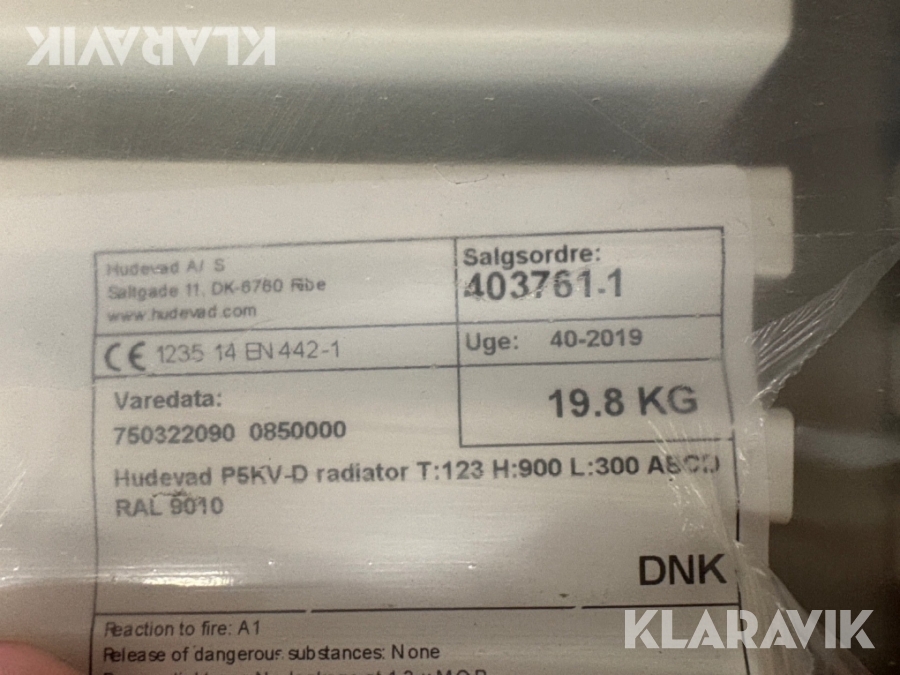 KLARAVIK
Hudevad A/S
Saltgade 11, DK-6760 Ribe
www.hudevad.com
Salgsordre:
403761-1
CE 1235 14 EN 442-1
Uge: 40-2019
Varedata:
750322090 0850000
19.8 KG
Hudevad P5KV-D radiator T:123 H:900 L:300 ABCD
RAL 9010
DNK
Reaction to fire: A1
Release of dangerous substances: None
KLARAVIK